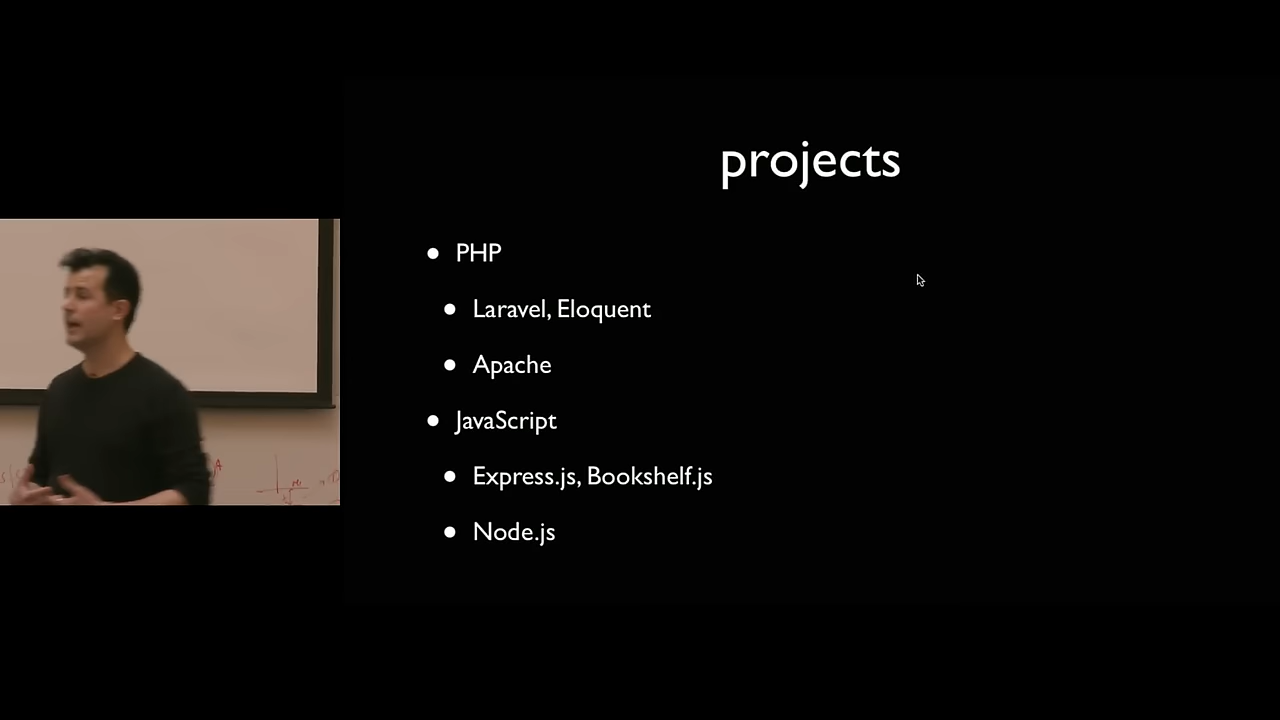 projects
PHP
Laravel, Eloquent
Apache
JavaScript
Express.js, Bookshelf.js
Node.js